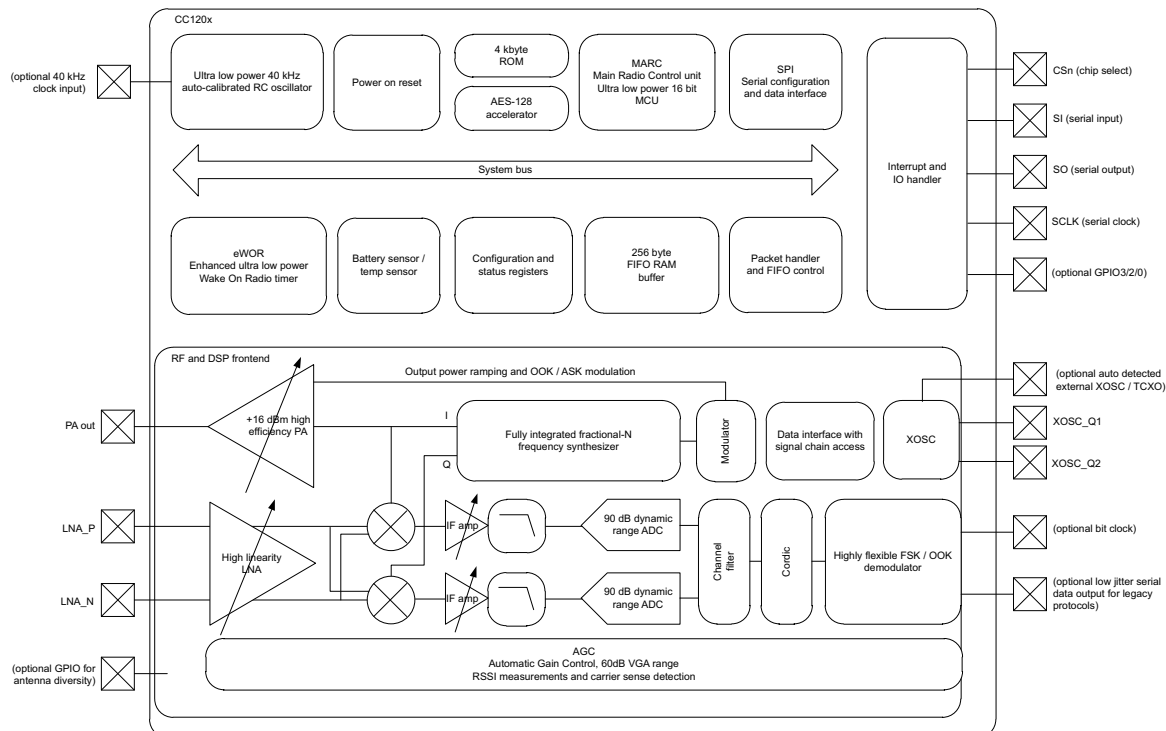 CC120x
(optional 40 kHz
clock input)
Ultra low power 40 kHz
auto-calibrated RC oscillator
Power on reset
4 kbyte
ROM
AES-128
accelerator
MARC
Main Radio Control unit
Ultra low power 16 bit
MCU
SPI
Serial configuration
and data interface
Interrupt and
IO handler
CSn (chip select)
SI (serial input)
SO (serial output)
SCLK (serial clock)
(optional GPIO3/2/0)
System bus
eWOR
Enhanced ultra low power
Wake On Radio timer
Battery sensor /
temp sensor
Configuration and
status registers
256 byte
FIFO RAM
buffer
Packet handler
and FIFO control
RF and DSP frontend
Output power ramping and OOK / ASK modulation
(optional auto detected
external XOSC / TCXO)
PA out
+16 dBm high
efficiency PA
I
Q
Fully integrated fractional-N
frequency synthesizer
Modulator
Data interface with
signal chain access
XOSC
XOSC_Q1
XOSC_Q2
LNA_P
LNA_N
High linearity
LNA
IF amp
90 dB dynamic
range ADC
IF amp
90 dB dynamic
range ADC
Channel
filter
Cordic
Highly flexible FSK / OOK
demodulator
(optional bit clock)
(optional low jitter serial
data output for legacy
protocols)
(optional GPIO for
antenna diversity)
AGC
Automatic Gain Control, 60dB VGA range
RSSI measurements and carrier sense detection